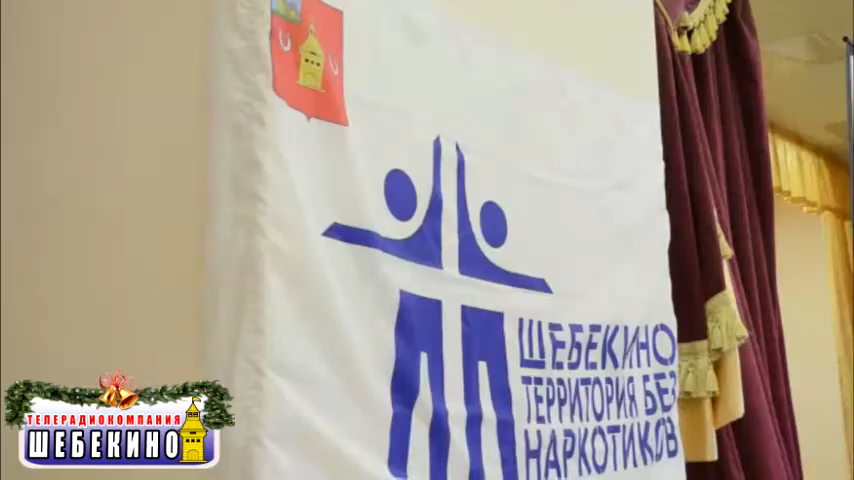 ШЕБЕКИНО
ТЕРРИТОРИЯ БЕЗ
НАРКОТИКОВ
ТЕЛЕРАДИОКОМПАНИЯ
ШЕБЕКИНО